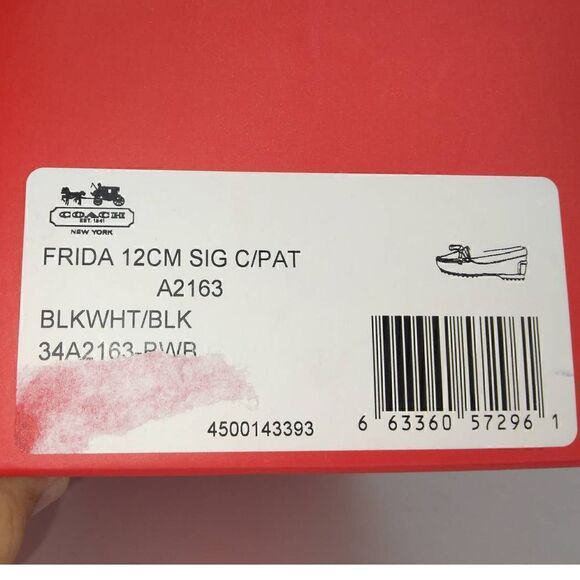 COACH
EST. 1941
NEW YORK
FRIDA 12CM SIG C/PAT
A2163
BLKWHT/BLK
34A2163-BWB
4500143393
6 63360 57296 1